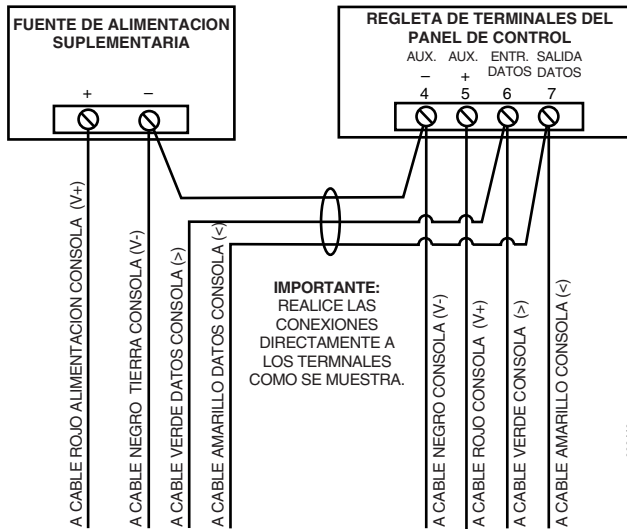 FUENTE DE ALIMENTACION
SUPLEMENTARIA
+ –
REGLETA DE TERMINALES DEL
PANEL DE CONTROL
AUX. AUX. ENTR. SALIDA
– + DATOS DATOS
4 5 6 7
A CABLE ROJO ALIMENTACION CONSOLA (V+)
A CABLE NEGRO TIERRA CONSOLA (V-)
A CABLE VERDE DATOS CONSOLA (>)
A CABLE AMARILLO DATOS CONSOLA (<)
IMPORTANTE:
REALICE LAS
CONEXIONES
DIRECTAMENTE A
LOS TERMNALES
COMO SE MUESTRA.
A CABLE NEGRO CONSOLA (V-)
A CABLE ROJO CONSOLA (V+)
A CABLE VERDE CONSOLA (>)
A CABLE AMARILLO CONSOLA (<)